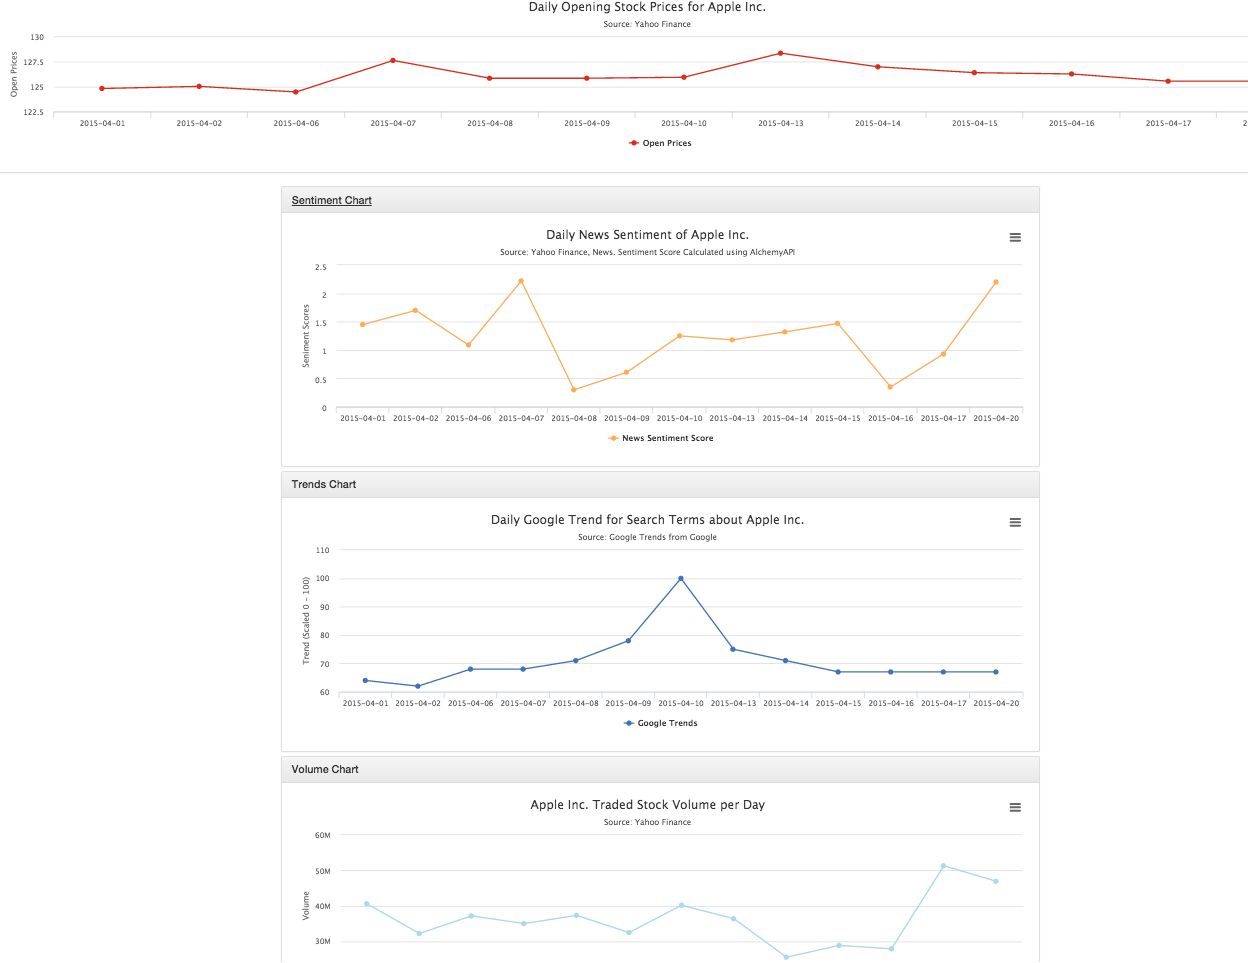 Daily Opening Stock Prices for Apple Inc.
Source: Yahoo Finance
Open Prices
130
127.5
125
122.5
2015-04-01 2015-04-02 2015-04-06 2015-04-07 2015-04-08 2015-04-09 2015-04-10 2015-04-13 2015-04-14 2015-04-15 2015-04-16 2015-04-17 2
Open Prices
Sentiment Chart
Daily News Sentiment of Apple Inc.
Source: Yahoo Finance, News. Sentiment Score Calculated using AlchemyAPI
Seniment Scores
2.5
2
1.5
1
0.5
0
2015-04-01 2015-04-02 2015-04-06 2015-04-07 2015-04-08 2015-04-09 2015-04-10 2015-04-13 2015-04-14 2015-04-15 2015-04-16 2015-04-17 2015-04-20
News Sentiment Score
Trends Chart
Daily Google Trend for Search Terms about Apple Inc.
Source: Google Trends from Google
Trend (Scaled 0 - 100)
110
100
90
80
70
60
2015-04-01 2015-04-02 2015-04-06 2015-04-07 2015-04-08 2015-04-09 2015-04-10 2015-04-13 2015-04-14 2015-04-15 2015-04-16 2015-04-17 2015-04-20
Google Trends
Volume Chart
Apple Inc. Traded Stock Volume per Day
Source: Yahoo Finance
Volume
60M
50M
40M
30M